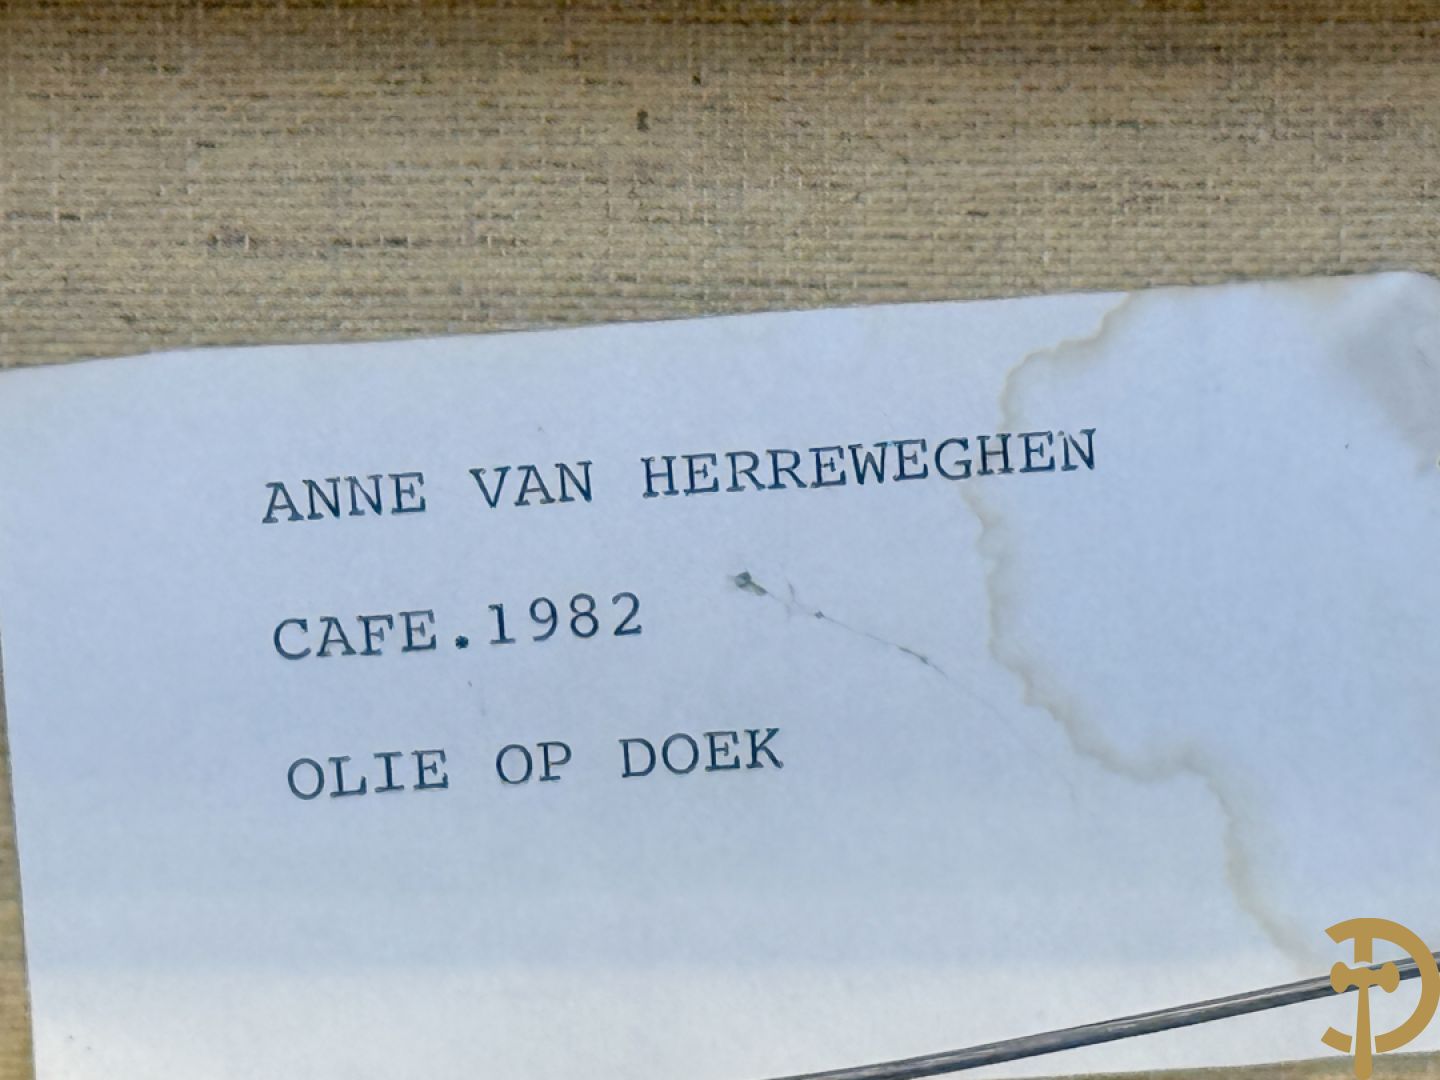 ANNE VAN HERREWEGHEN
CAFE.1982
OLIE OP DOEK